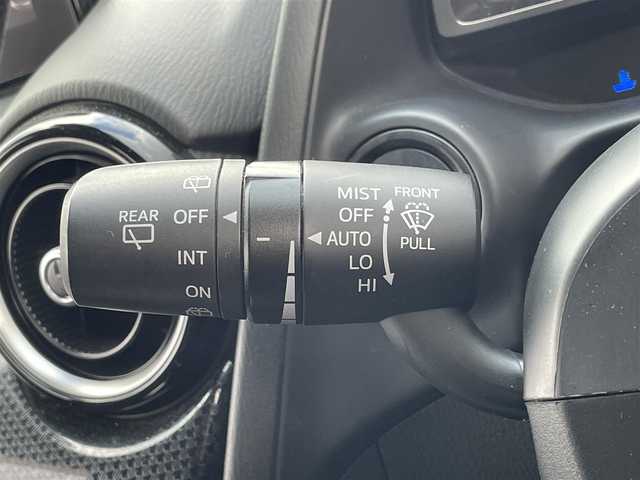 REAR
OFF
INT
ON
MIST
OFF
AUTO
LO
HI
FRONT
PULL